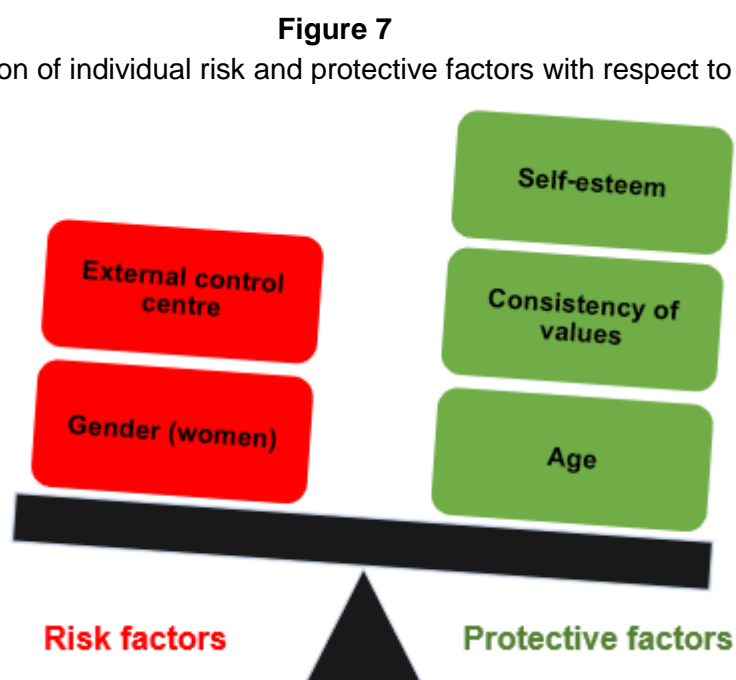 Figure 7
on of individual risk and protective factors with respect to
Self-esteem
External control
centre
Consistency of
values
Gender (women)
Age
Risk factors
Protective factors